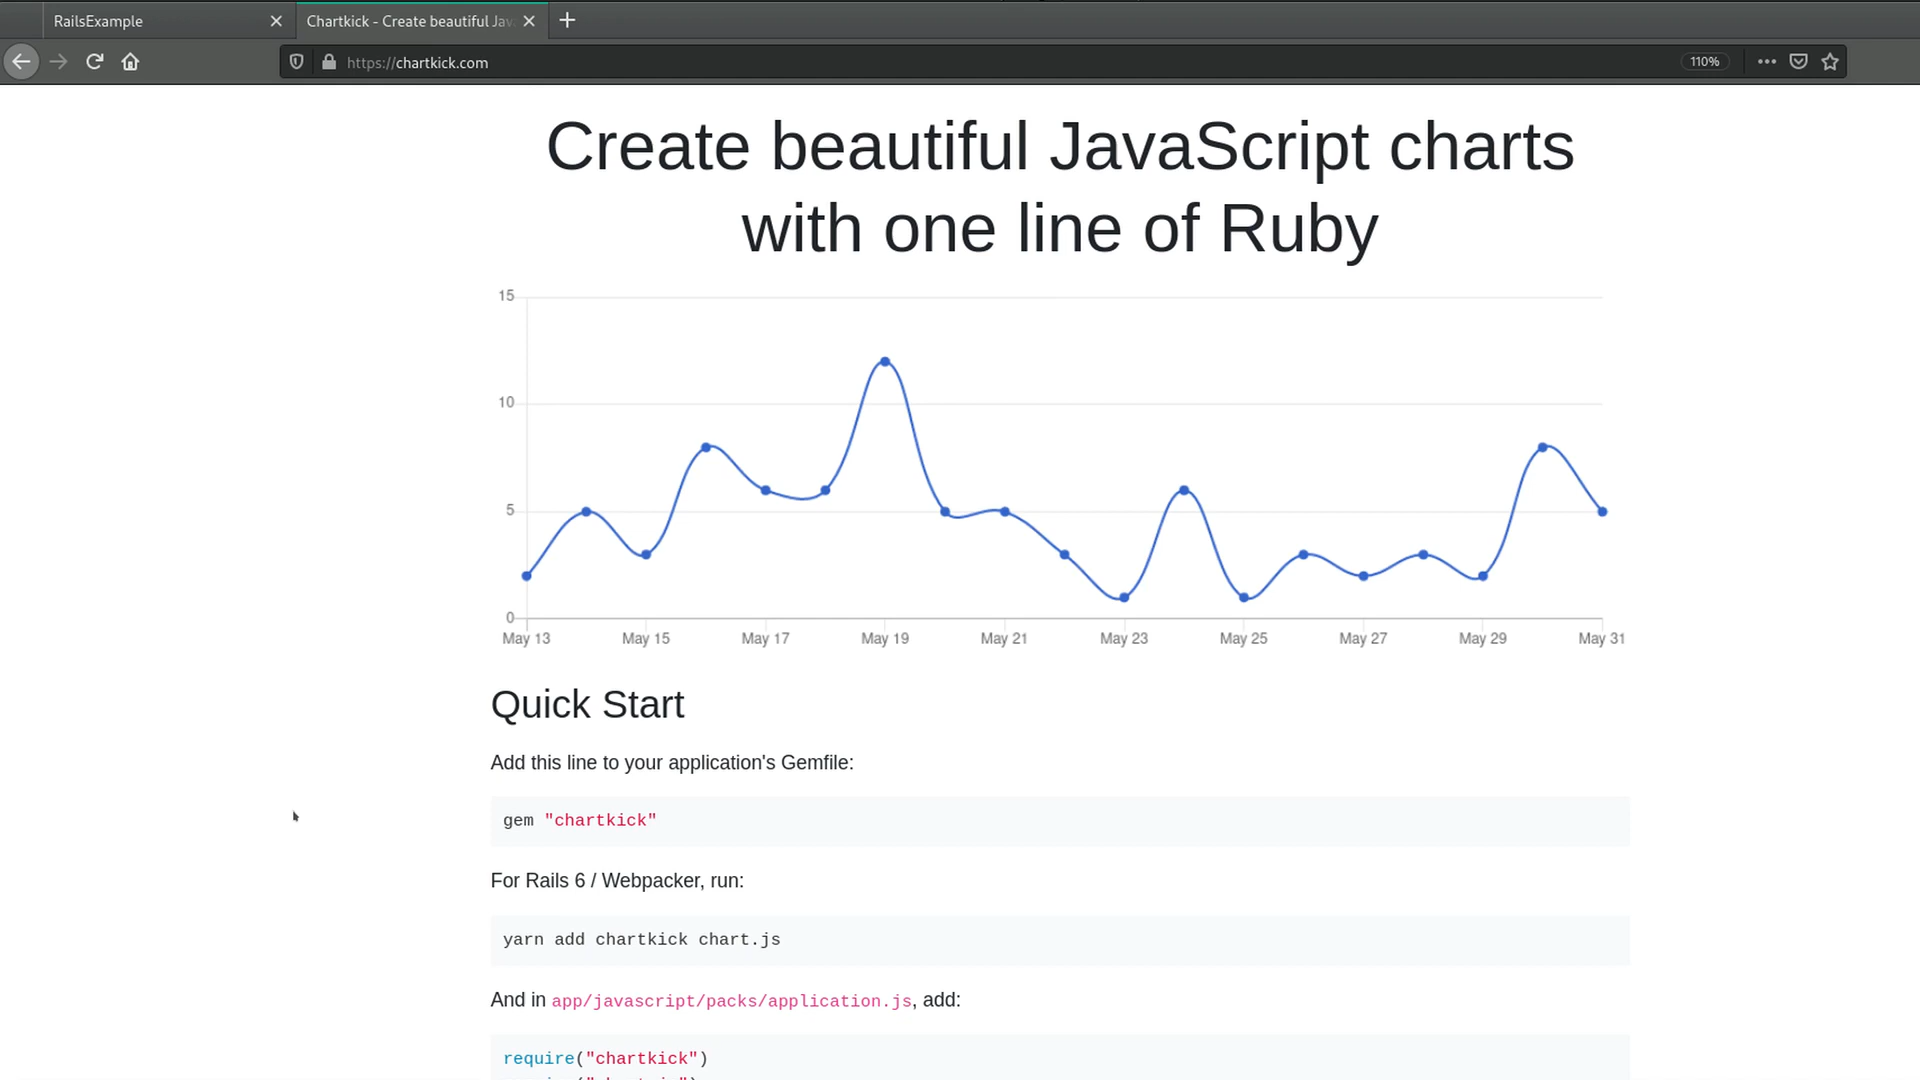 RailsExample
Chartkick - Create beautiful Jav
https://chartkick.com
110%
Create beautiful JavaScript charts
with one line of Ruby
15
10
5
0
May 13 May 15 May 17 May 19 May 21 May 23 May 25 May 27 May 29 May 31
Quick Start
Add this line to your application's Gemfile:
gem "chartkick"
For Rails 6 / Webpacker, run:
yarn add chartkick chart.js
And in app/javascript/packs/application.js, add:
require("chartkick")